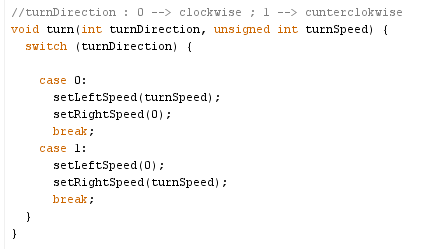 //turnDirection : 0 --> clockwise ; 1 --> cunterclokwise
void turn(int turnDirection, unsigned int turnSpeed) {
  switch (turnDirection) {
    case 0:
      setLeftSpeed(turnSpeed);
      setRightSpeed(0);
      break;
    case 1:
      setLeftSpeed(0);
      setRightSpeed(turnSpeed);
      break;
  }
}